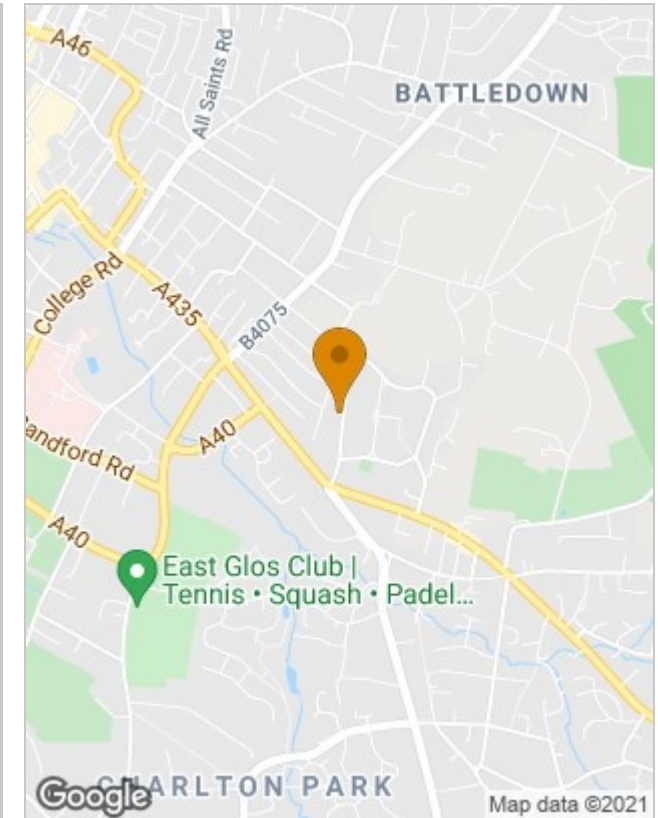 A46
All Saints Rd
BATTLEDOWN
College Rd
A435
B4075
A40
Sandford Rd
A40
East Glos Club |
Tennis • Squash • Padel...
CHARLTON PARK
Google
Map data ©2021